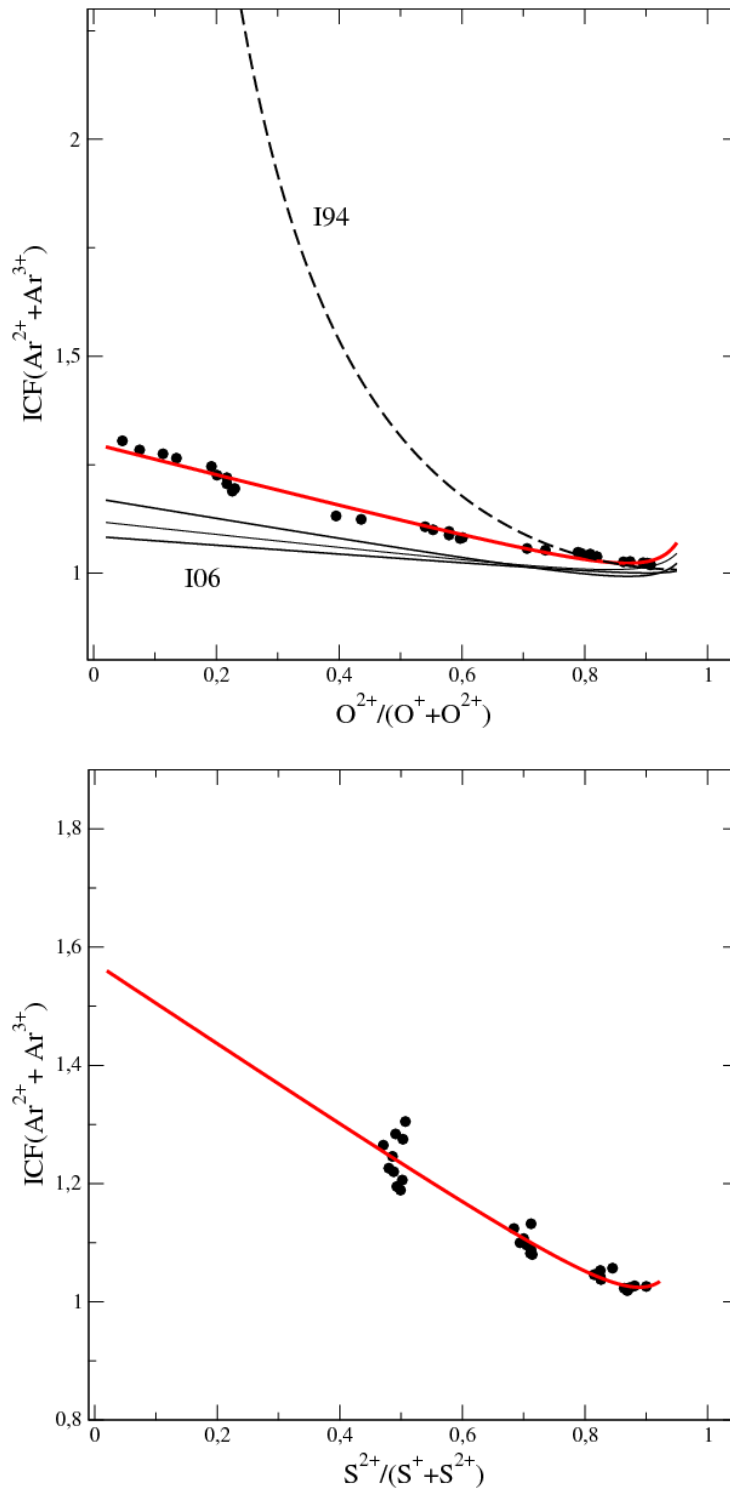 2
I94
ICF(Ar²⁺+Ar³⁺)
1,5
1
I06
0 0,2 0,4 0,6 0,8 1
O²⁺/(O⁺+O²⁺)
1,8
1,6
ICF(Ar²⁺+ Ar³⁺)
1,4
1,2
1
0,8
0 0,2 0,4 0,6 0,8 1
S²⁺/(S⁺+S²⁺)